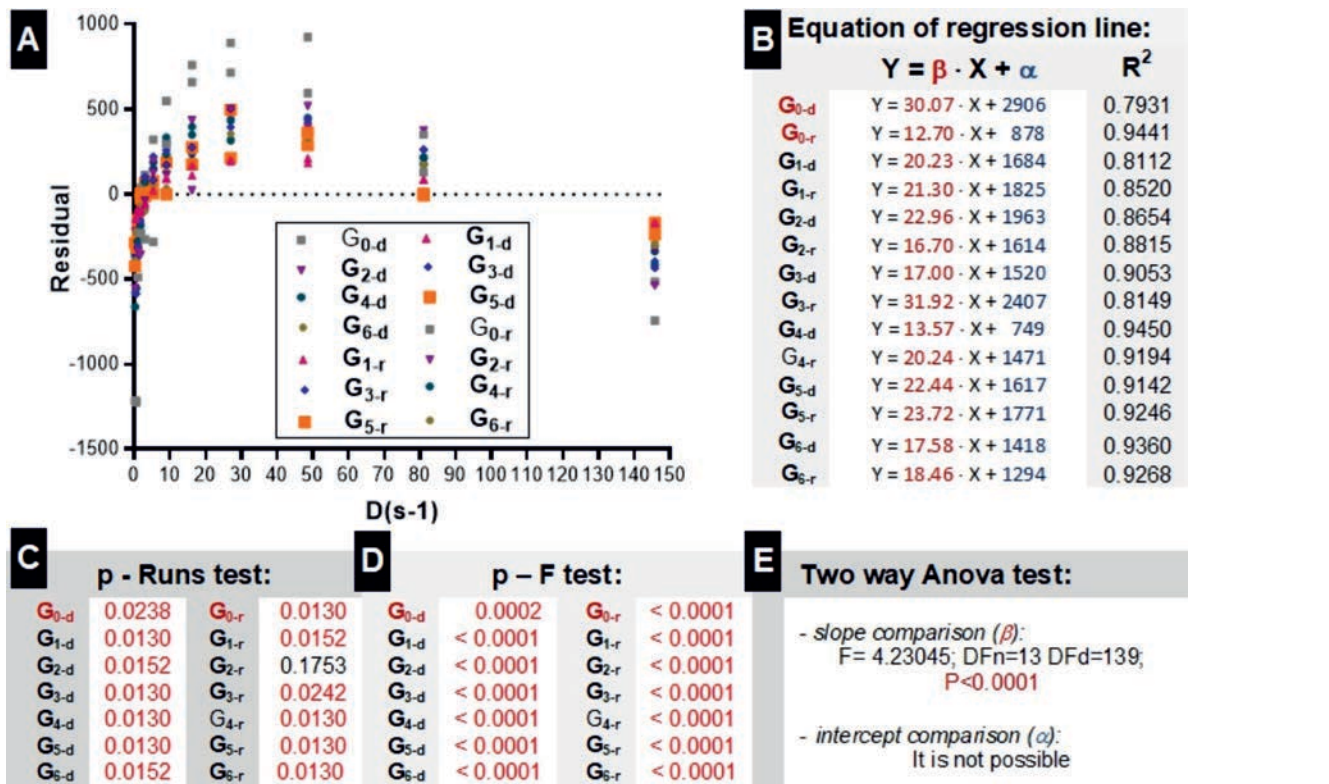 A
1000
500
0
-500
-1000
-1500
Residual
0 10 20 30 40 50 60 70 80 90 100 110 120 130 140 150
D(s-1)
G0-d G1-d
G2-d G3-d
G4-d G5-d
G6-d G0-r
G1-r G2-r
G3-r G4-r
G5-r G6-r
B Equation of regression line:
Y = β · X + α R²
G0-d Y = 30.07 · X + 2906 0.7931
G0-r Y = 12.70 · X + 878 0.9441
G1-d Y = 20.23 · X + 1684 0.8112
G1-r Y = 21.30 · X + 1825 0.8520
G2-d Y = 22.96 · X + 1963 0.8654
G2-r Y = 16.70 · X + 1614 0.8815
G3-d Y = 17.00 · X + 1520 0.9053
G3-r Y = 31.92 · X + 2407 0.8149
G4-d Y = 13.57 · X + 749 0.9450
G4-r Y = 20.24 · X + 1471 0.9194
G5-d Y = 22.44 · X + 1617 0.9142
G5-r Y = 23.72 · X + 1771 0.9246
G6-d Y = 17.58 · X + 1418 0.9360
G6-r Y = 18.46 · X + 1294 0.9268
C p - Runs test:
G0-d 0.0238 G0-r 0.0130
G1-d 0.0130 G1-r 0.0152
G2-d 0.0152 G2-r 0.1753
G3-d 0.0130 G3-r 0.0242
G4-d 0.0130 G4-r 0.0130
G5-d 0.0130 G5-r 0.0130
G6-d 0.0152 G6-r 0.0130
D p – F test:
G0-d 0.0002 G0-r < 0.0001
G1-d < 0.0001 G1-r < 0.0001
G2-d < 0.0001 G2-r < 0.0001
G3-d < 0.0001 G3-r < 0.0001
G4-d < 0.0001 G4-r < 0.0001
G5-d < 0.0001 G5-r < 0.0001
G6-d < 0.0001 G6-r < 0.0001
E Two way Anova test:
- slope comparison (β):
F= 4.23045; DFn=13 DFd=139;
P<0.0001
- intercept comparison (α):
It is not possible